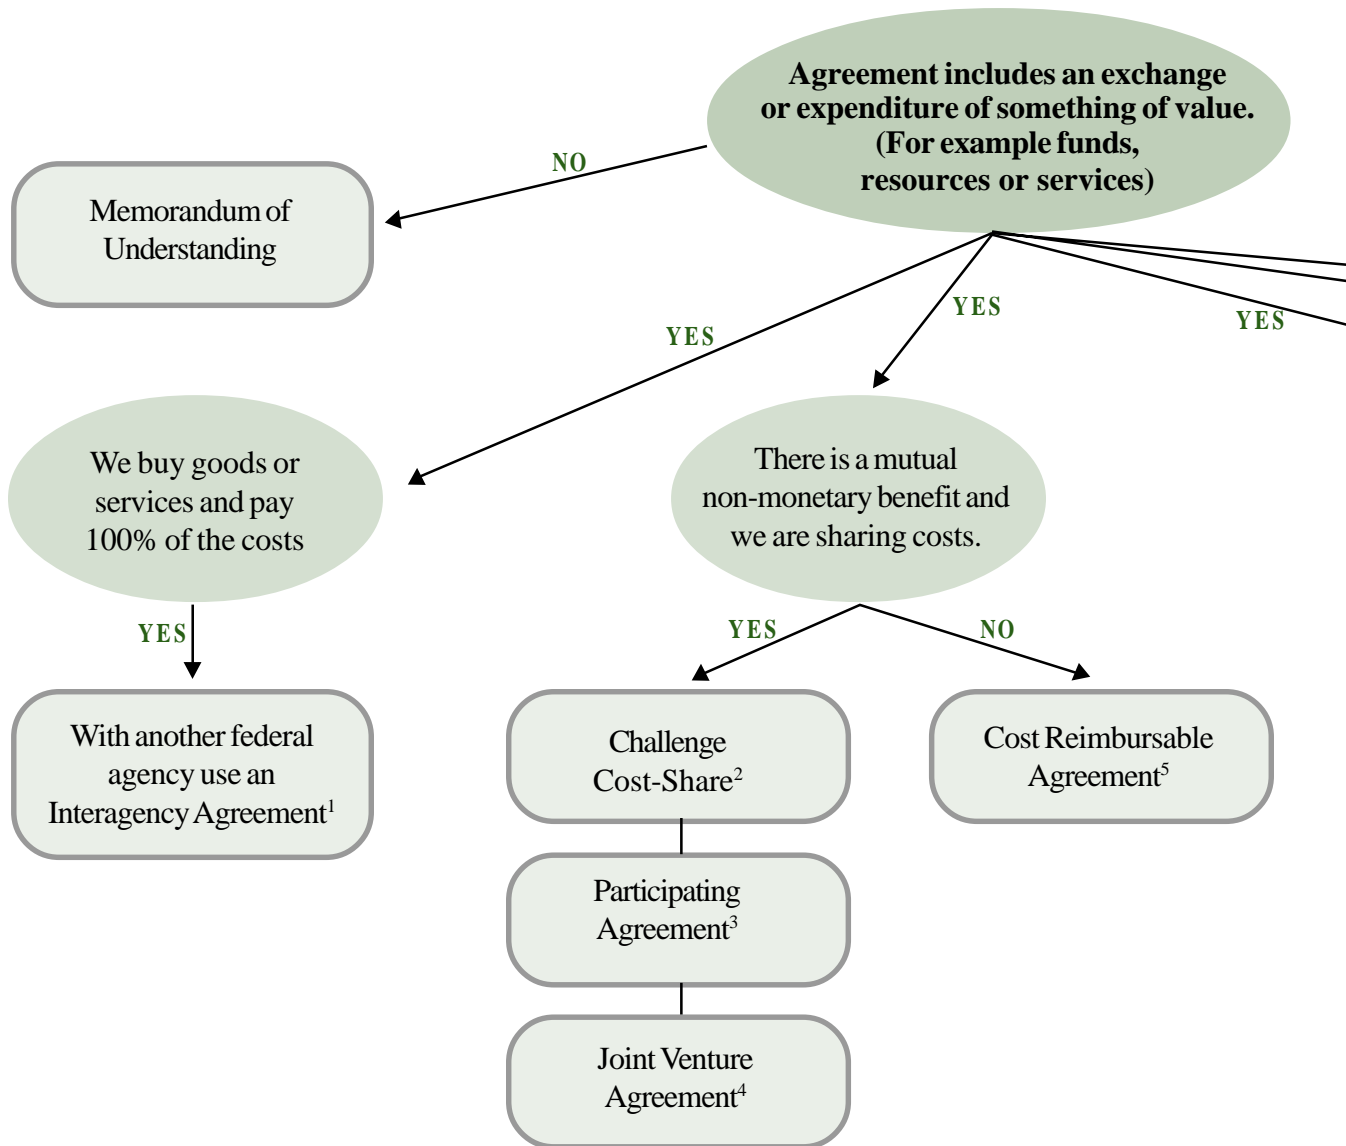 Agreement includes an exchange
or expenditure of something of value.
(For example funds,
resources or services)
NO
Memorandum of
Understanding
YES
YES
YES
We buy goods or
services and pay
100% of the costs
There is a mutual
non-monetary benefit and
we are sharing costs.
YES
YES
NO
With another federal
agency use an
Interagency Agreement¹
Challenge
Cost-Share²
Cost Reimbursable
Agreement⁵
Participating
Agreement³
Joint Venture
Agreement⁴